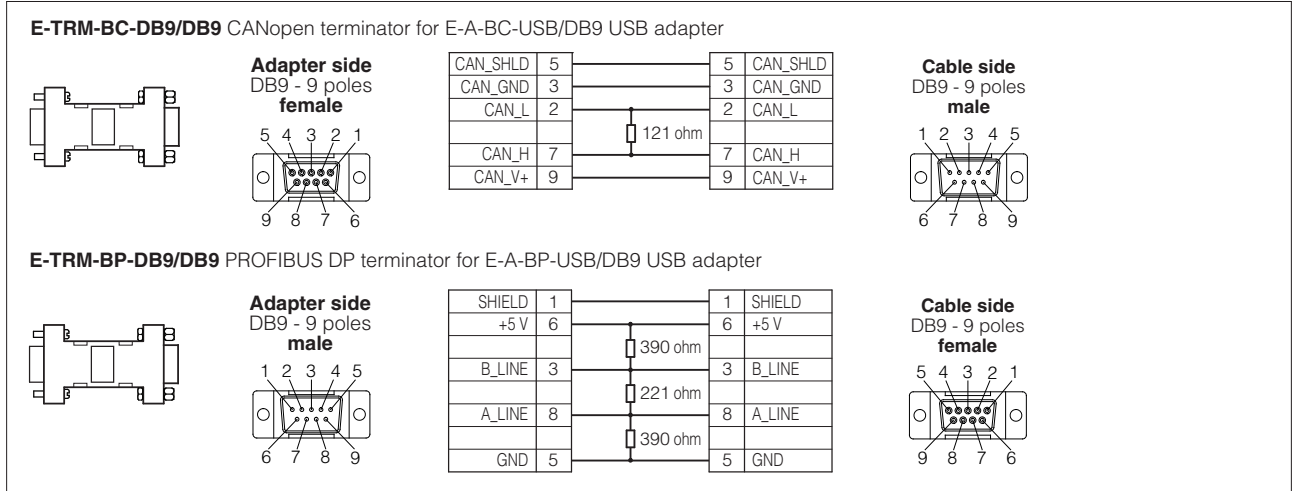 E-TRM-BC-DB9/DB9 CANopen terminator for E-A-BC-USB/DB9 USB adapter
Adapter side
DB9 - 9 poles
female
5 4 3 2 1
9 8 7 6
CAN_SHLD 5 5 CAN_SHLD
CAN_GND 3 3 CAN_GND
CAN_L 2 2 CAN_L
121 ohm
CAN_H 7 7 CAN_H
CAN_V+ 9 9 CAN_V+
Cable side
DB9 - 9 poles
male
1 2 3 4 5
6 7 8 9
E-TRM-BP-DB9/DB9 PROFIBUS DP terminator for E-A-BP-USB/DB9 USB adapter
Adapter side
DB9 - 9 poles
male
1 2 3 4 5
6 7 8 9
SHIELD 1 1 SHIELD
+5 V 6 6 +5 V
390 ohm
B_LINE 3 3 B_LINE
221 ohm
A_LINE 8 8 A_LINE
390 ohm
GND 5 5 GND
Cable side
DB9 - 9 poles
female
5 4 3 2 1
9 8 7 6